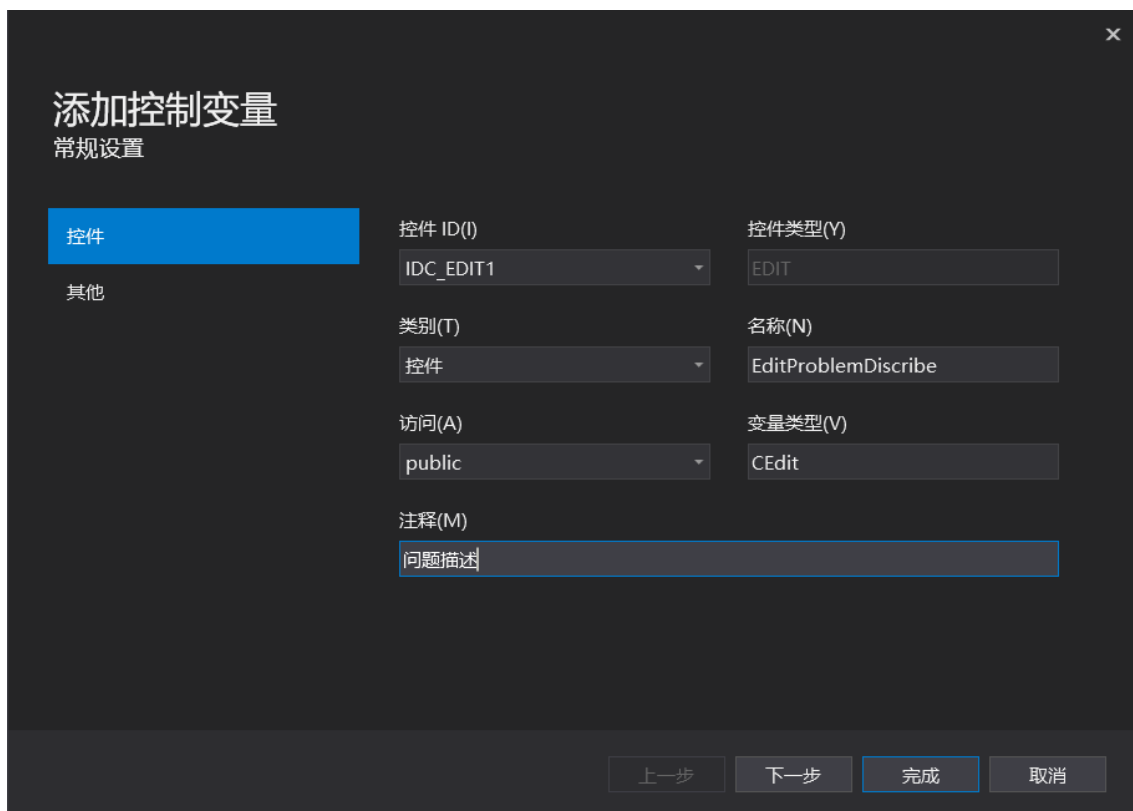 ×
添加控制变量
常规设置
控件
其他
控件 ID(I)
控件类型(Y)
IDC_EDIT1
EDIT
类别(T)
名称(N)
控件
EditProblemDiscribe
访问(A)
变量类型(V)
public
CEdit
注释(M)
问题描述
上一步
下一步
完成
取消